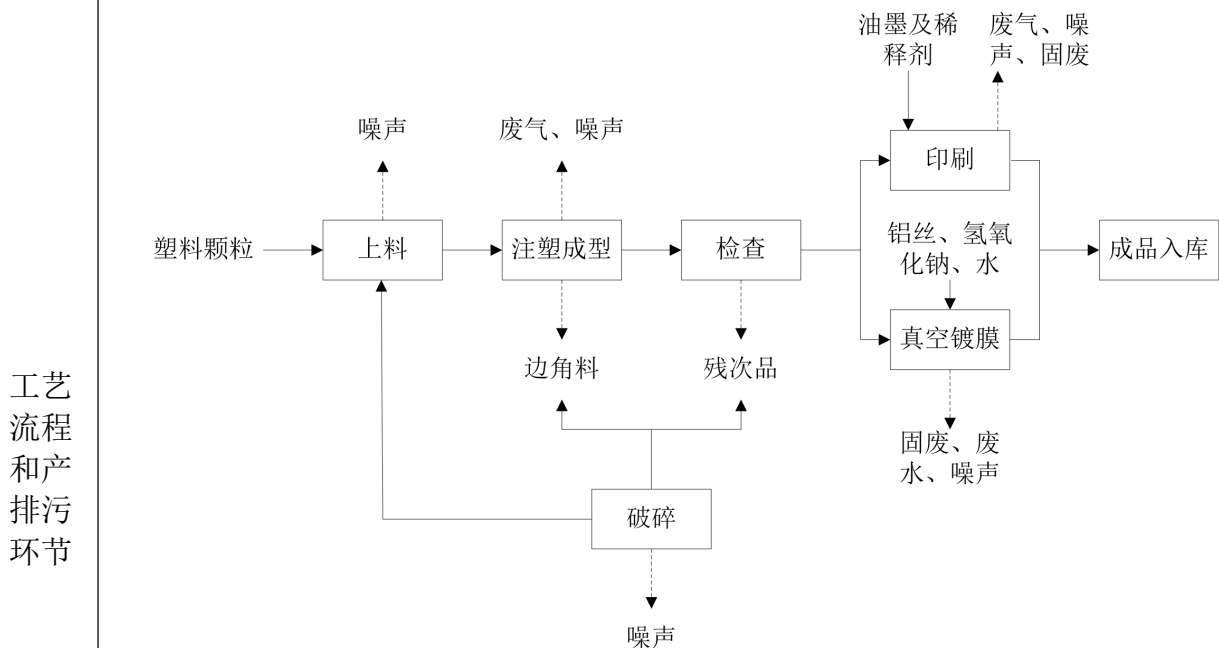 工艺
流程
和产
排污
环节
油墨及稀
释剂
废气、噪
声、固废
噪声
废气、噪声
印刷
塑料颗粒
上料
注塑成型
检查
铝丝、氢氧
化钠、水
成品入库
真空镀膜
边角料
残次品
固废、废
水、噪声
破碎
噪声